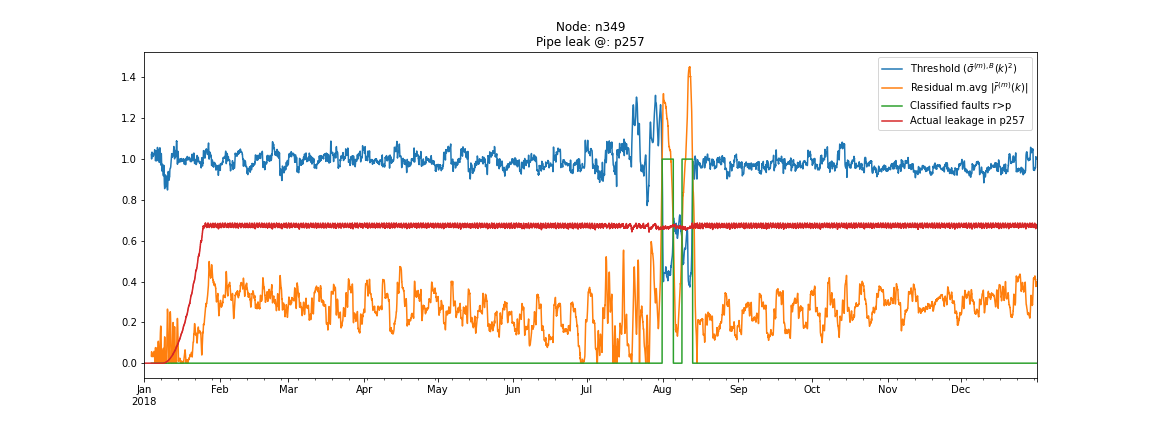 Node: n349
Pipe leak @: p257
Threshold (σ̄⁽ᵐ⁾,ᴮ(k)²)
Residual m.avg |r̄⁽ᵐ⁾(k)|
Classified faults r>p
Actual leakage in p257
1.4
1.2
1.0
0.8
0.6
0.4
0.2
0.0
Jan Feb Mar Apr May Jun Jul Aug Sep Oct Nov Dec
2018